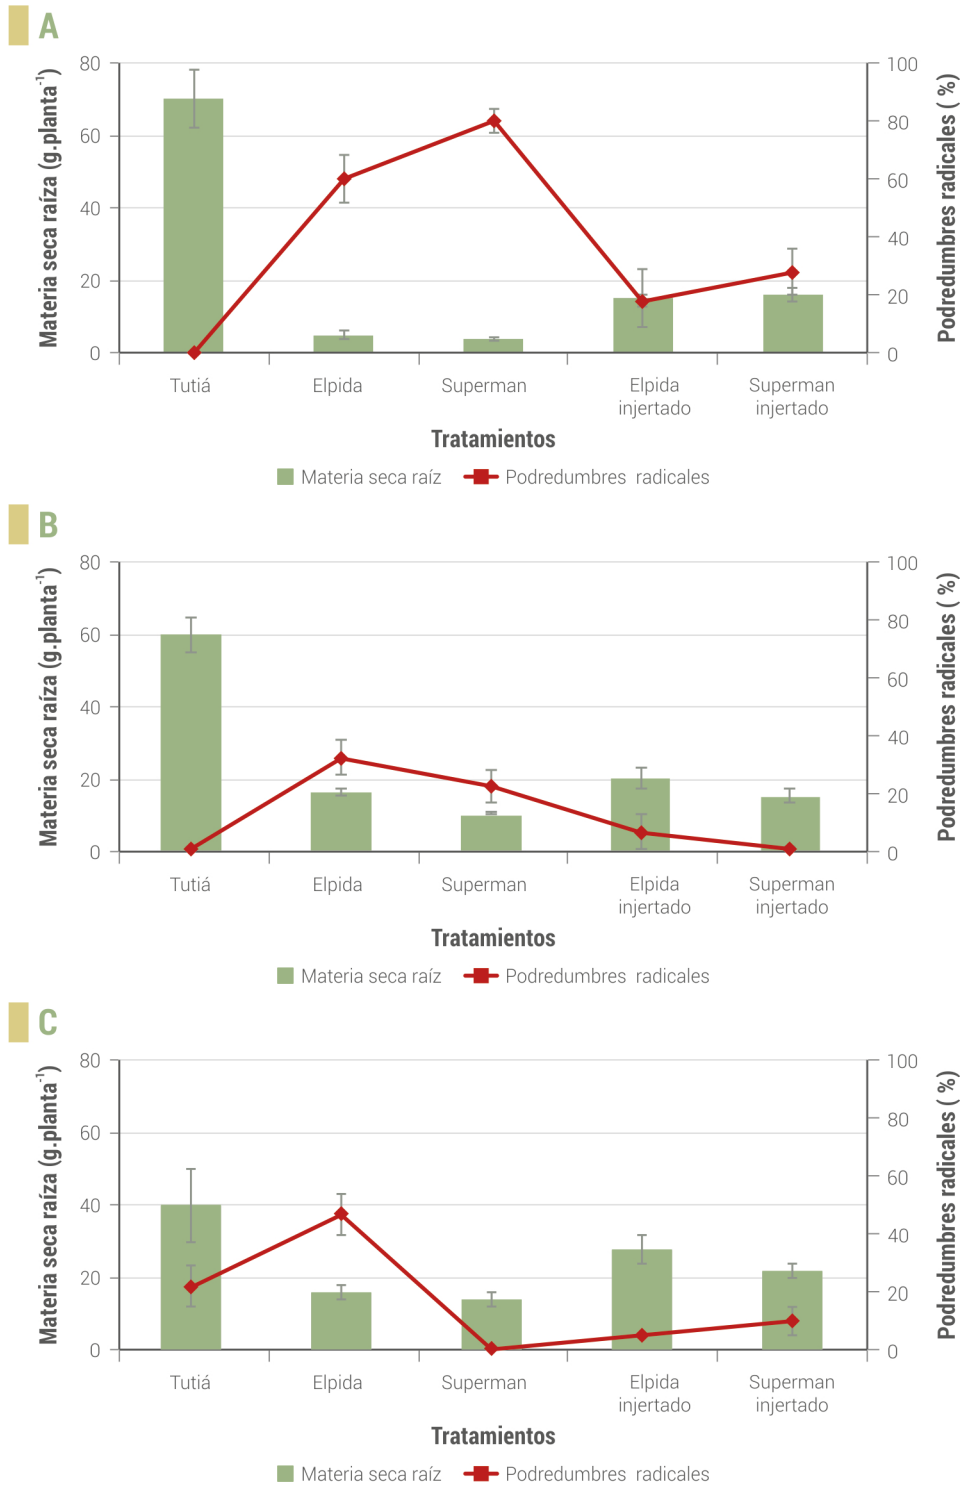 A
Materia seca raíza (g.planta⁻¹)
80
60
40
20
0
100
80
60
40
20
0
Podredumbres radicales ( %)
Tutiá
Elpida
Superman
Elpida
injertado
Superman
injertado
Tratamientos
Materia seca raíz
Podredumbres radicales
B
Materia seca raíza (g.planta⁻¹)
80
60
40
20
0
100
80
60
40
20
0
Podredumbres radicales ( %)
Tutiá
Elpida
Superman
Elpida
injertado
Superman
injertado
Tratamientos
Materia seca raíz
Podredumbres radicales
C
Materia seca raíza (g.planta⁻¹)
80
60
40
20
0
100
80
60
40
20
0
Podredumbres radicales ( %)
Tutiá
Elpida
Superman
Elpida
injertado
Superman
injertado
Tratamientos
Materia seca raíz
Podredumbres radicales